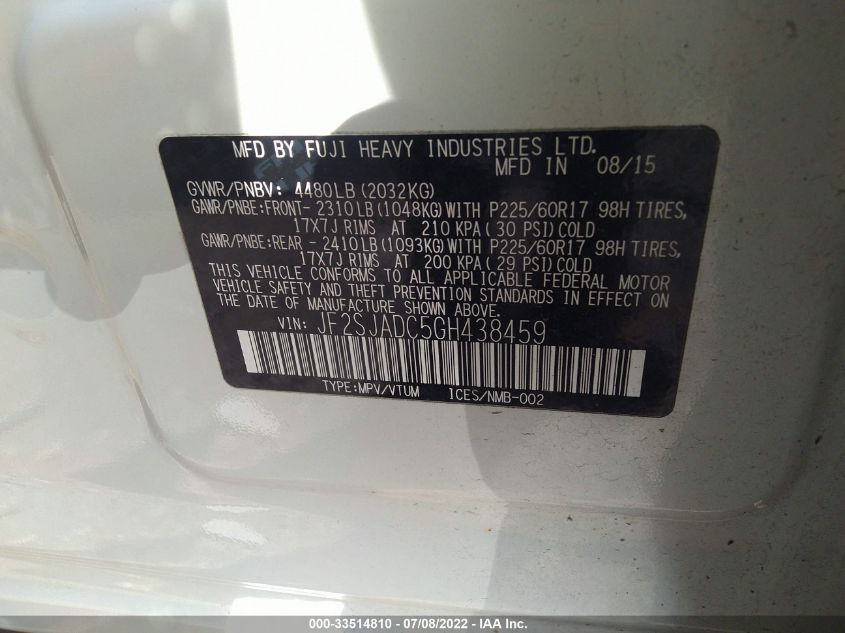 MFD BY FUJI HEAVY INDUSTRIES LTD.
MFD IN 08/15
GVWR/PNBV: 4480LB (2032KG)
GAWR/PNBE:FRONT- 2310LB (1048KG)WITH P225/60R17 98H TIRES,
17X7J RIMS AT 210 KPA ( 30 PSI)COLD
GAWR/PNBE:REAR - 2410LB (1093KG)WITH P225/60R17 98H TIRES,
17X7J RIMS AT 200 KPA ( 29 PSI)COLD
THIS VEHICLE CONFORMS TO ALL APPLICABLE FEDERAL MOTOR
VEHICLE SAFETY AND THEFT PREVENTION STANDARDS IN EFFECT ON
THE DATE OF MANUFACTURE SHOWN ABOVE.
VIN: JF2SJADC5GH438459
TYPE:MPV/VTUM ICES/NMB-002
000-33514810 - 07/08/2022 - IAA Inc.